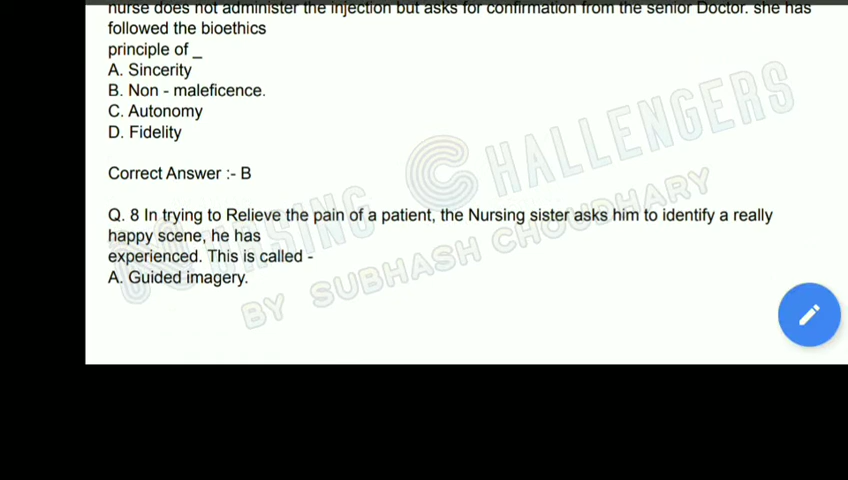 nurse does not administer the injection but asks for confirmation from the senior Doctor. she has
followed the bioethics
principle of _
A. Sincerity
B. Non - maleficence.
C. Autonomy
D. Fidelity
Correct Answer :- B
Q. 8 In trying to Relieve the pain of a patient, the Nursing sister asks him to identify a really
happy scene, he has
experienced. This is called -
A. Guided imagery.
NURSING CHALLENGERS
BY SUBHASH CHOUDHARY